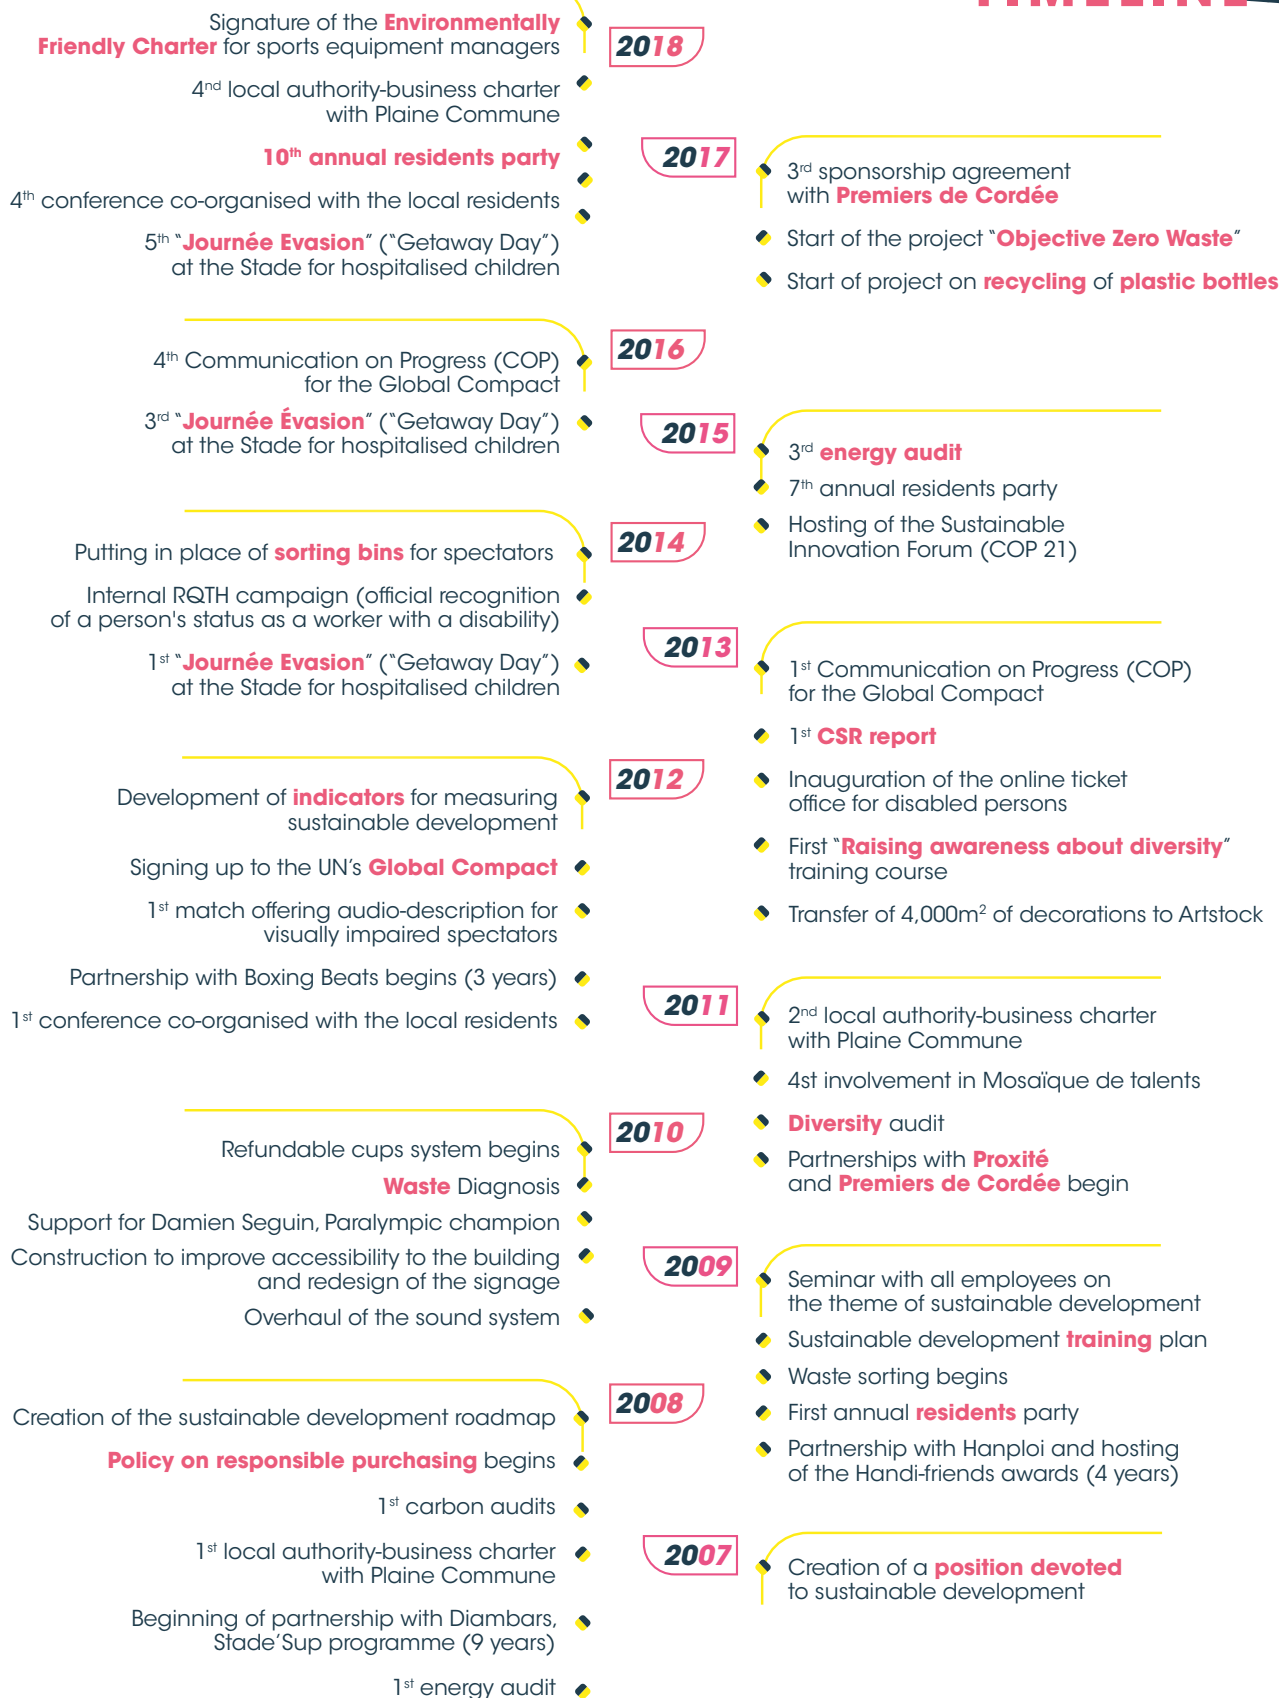 TIMELINE
2018
Signature of the Environmentally
Friendly Charter for sports equipment managers
4nd local authority-business charter
with Plaine Commune
10th annual residents party
4th conference co-organised with the local residents
5th “Journée Evasion” (“Getaway Day”)
at the Stade for hospitalised children
2017
3rd sponsorship agreement
with Premiers de Cordée
Start of the project “Objective Zero Waste”
Start of project on recycling of plastic bottles
2016
4th Communication on Progress (COP)
for the Global Compact
3rd “Journée Évasion” (“Getaway Day”)
at the Stade for hospitalised children
2015
3rd energy audit
7th annual residents party
Hosting of the Sustainable
Innovation Forum (COP 21)
2014
Putting in place of sorting bins for spectators
Internal RQTH campaign (official recognition
of a person's status as a worker with a disability)
1st “Journée Evasion” (“Getaway Day”)
at the Stade for hospitalised children
2013
1st Communication on Progress (COP)
for the Global Compact
1st CSR report
Inauguration of the online ticket
office for disabled persons
First “Raising awareness about diversity”
training course
Transfer of 4,000m² of decorations to Artstock
2012
Development of indicators for measuring
sustainable development
Signing up to the UN’s Global Compact
1st match offering audio-description for
visually impaired spectators
Partnership with Boxing Beats begins (3 years)
1st conference co-organised with the local residents
2011
2nd local authority-business charter
with Plaine Commune
4st involvement in Mosaïque de talents
Diversity audit
Partnerships with Proxité
and Premiers de Cordée begin
2010
Refundable cups system begins
Waste Diagnosis
Support for Damien Seguin, Paralympic champion
Construction to improve accessibility to the building
and redesign of the signage
Overhaul of the sound system
2009
Seminar with all employees on
the theme of sustainable development
Sustainable development training plan
Waste sorting begins
First annual residents party
Partnership with Hanploi and hosting
of the Handi-friends awards (4 years)
2008
Creation of the sustainable development roadmap
Policy on responsible purchasing begins
1st carbon audits
1st local authority-business charter
with Plaine Commune
Beginning of partnership with Diambars,
Stade’Sup programme (9 years)
1st energy audit
2007
Creation of a position devoted
to sustainable development